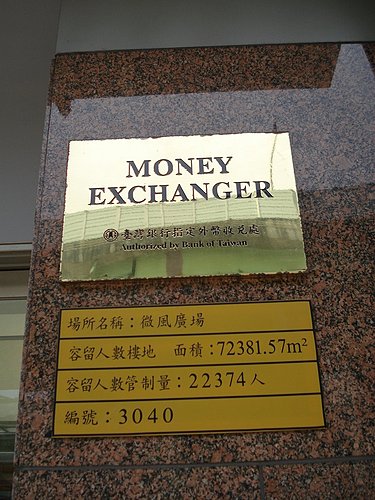 MONEY
EXCHANGER
臺灣銀行指定外幣收兌處
Authorized by Bank of Taiwan
場所名稱：微風廣場
容留人數樓地 面積：72381.57m²
容留人數管制量：22374人
編號：3040